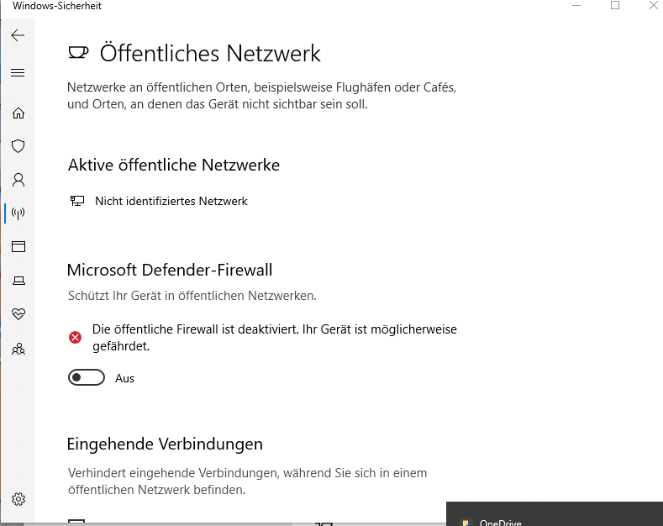 Windows-Sicherheit
Öffentliches Netzwerk
Netzwerke an öffentlichen Orten, beispielsweise Flughäfen oder Cafés,
und Orten, an denen das Gerät nicht sichtbar sein soll.
Aktive öffentliche Netzwerke
Nicht identifiziertes Netzwerk
Microsoft Defender-Firewall
Schützt Ihr Gerät in öffentlichen Netzwerken.
Die öffentliche Firewall ist deaktiviert. Ihr Gerät ist möglicherweise
gefährdet.
Aus
Eingehende Verbindungen
Verhindert eingehende Verbindungen, während Sie sich in einem
öffentlichen Netzwerk befinden.
OneDrive